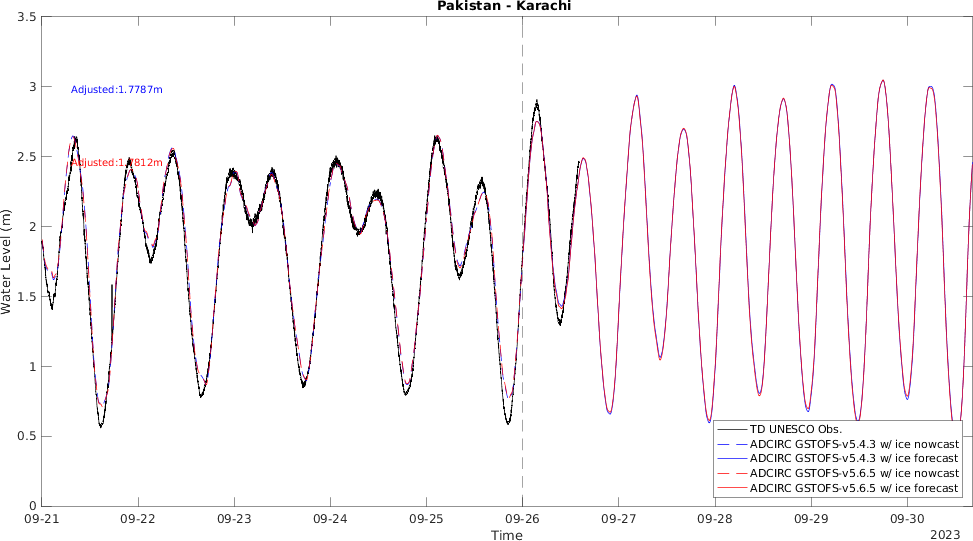 Pakistan - Karachi
3.5
3
2.5
2
1.5
1
0.5
0
Water Level (m)
Adjusted:1.7787m
09-21
09-22
09-23
09-24
09-25
09-26
09-27
09-28
09-29
09-30
Time
2023
TD UNESCO Obs.
ADCIRC GSTOFS-v5.4.3 w/ ice nowcast
ADCIRC GSTOFS-v5.4.3 w/ ice forecast
ADCIRC GSTOFS-v5.6.5 w/ ice nowcast
ADCIRC GSTOFS-v5.6.5 w/ ice forecast